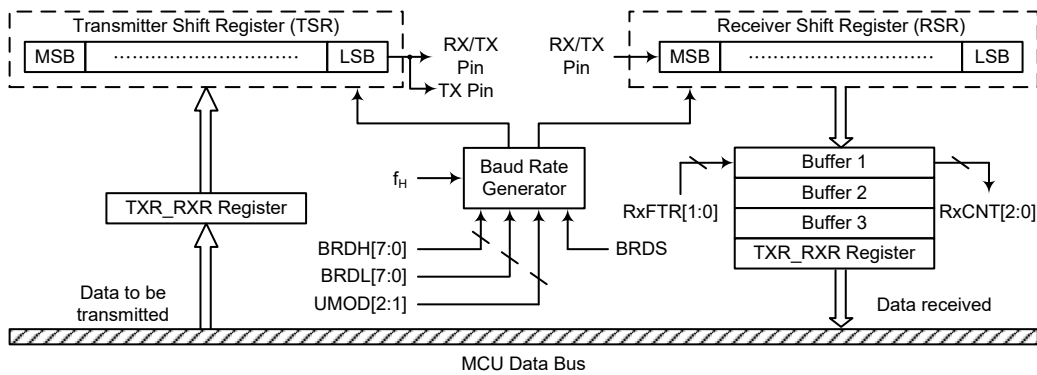 Transmitter Shift Register (TSR)
MSB
LSB
RX/TX
Pin
TX Pin
Receiver Shift Register (RSR)
RX/TX
Pin
MSB
LSB
TXR_RXR Register
fH
Baud Rate
Generator
BRDH[7:0]
BRDL[7:0]
UMOD[2:1]
BRDS
RxFTR[1:0]
Buffer 1
Buffer 2
Buffer 3
TXR_RXR Register
RxCNT[2:0]
Data to be
transmitted
Data received
MCU Data Bus